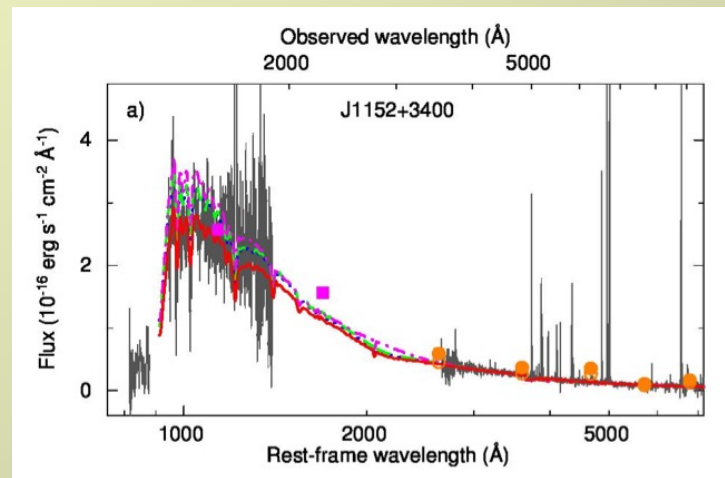 Observed wavelength (Å)
2000 5000
a) J1152+3400
4
2
0
Flux (10⁻¹⁶ erg s⁻¹ cm⁻² Å⁻¹)
1000 2000 5000
Rest-frame wavelength (Å)